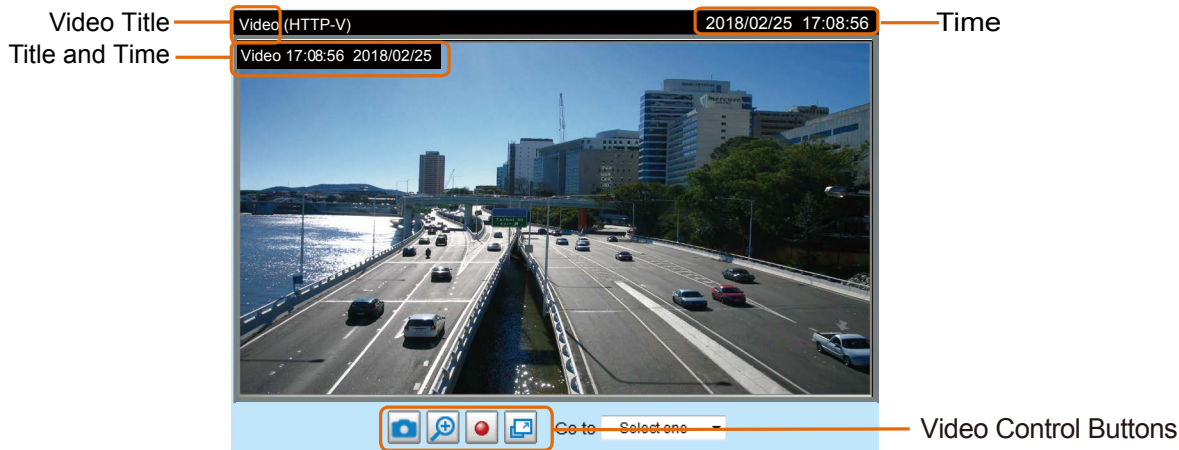 Video Title
Video (HTTP-V)
2018/02/25 17:08:56
Time
Title and Time
Video 17:08:56 2018/02/25
Go to
Select one
Video Control Buttons